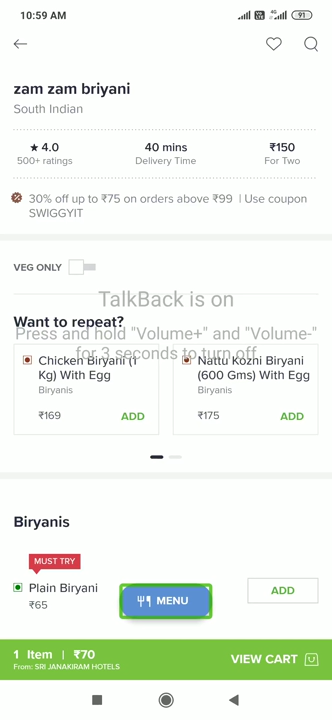 10:59 AM
4G
91
zam zam briyani
South Indian
★ 4.0
500+ ratings
40 mins
Delivery Time
₹150
For Two
30% off up to ₹75 on orders above ₹99 | Use coupon
SWIGGYIT
VEG ONLY
TalkBack is on
Want to repeat?
Press and hold "Volume+" and "Volume-"
for 3 seconds to turn off
Chicken Biryani (1
Kg) With Egg
Biryanis
₹169
ADD
Nattu Kozhi Biryani
(600 Gms) With Egg
Biryanis
₹175
ADD
Biryanis
MUST TRY
Plain Biryani
₹65
MENU
ADD
1 Item | ₹70
From: SRI JANAKIRAM HOTELS
VIEW CART